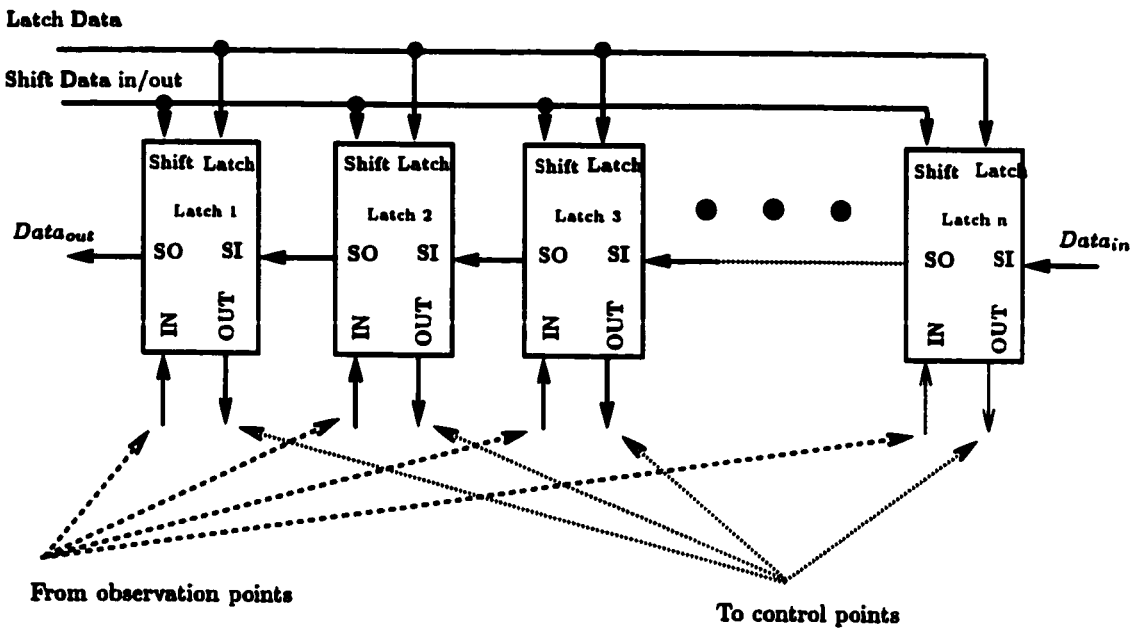 Latch Data
Shift Data in/out
Shift Latch
Shift Latch
Shift Latch
Shift Latch
Latch 1
Latch 2
Latch 3
Latch n
Data_out
SO SI
SO SI
SO SI
SO SI
Data_in
IN OUT
IN OUT
IN OUT
IN OUT
From observation points
To control points